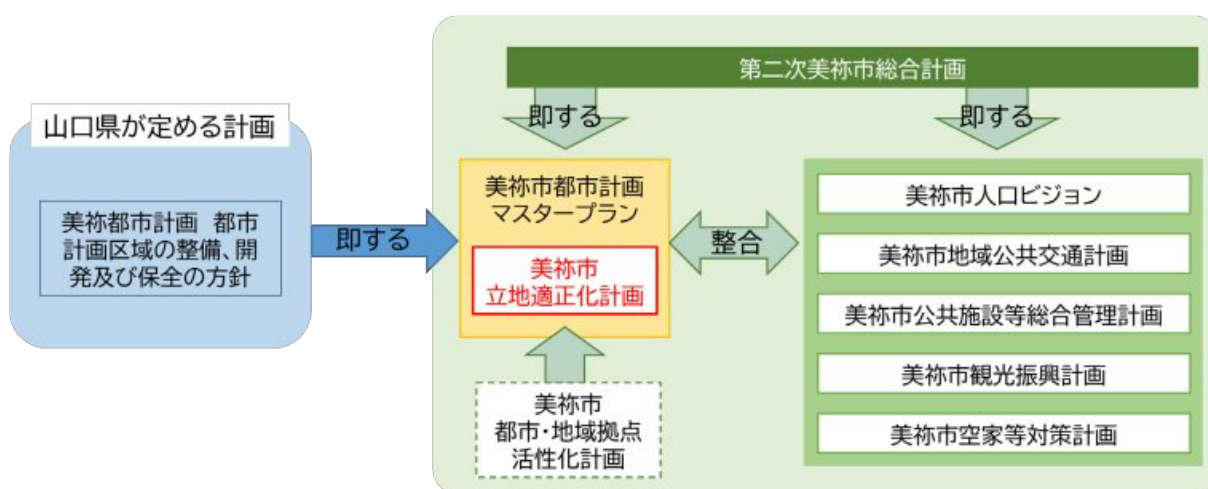 第二次美祢市総合計画
即する
即する
山口県が定める計画
美祢都市計画 都市
計画区域の整備、開
発及び保全の方針
即する
美祢市都市計画
マスタープラン
美祢市
立地適正化計画
整合
美祢市
都市・地域拠点
活性化計画
美祢市人口ビジョン
美祢市地域公共交通計画
美祢市公共施設等総合管理計画
美祢市観光振興計画
美祢市空家等対策計画